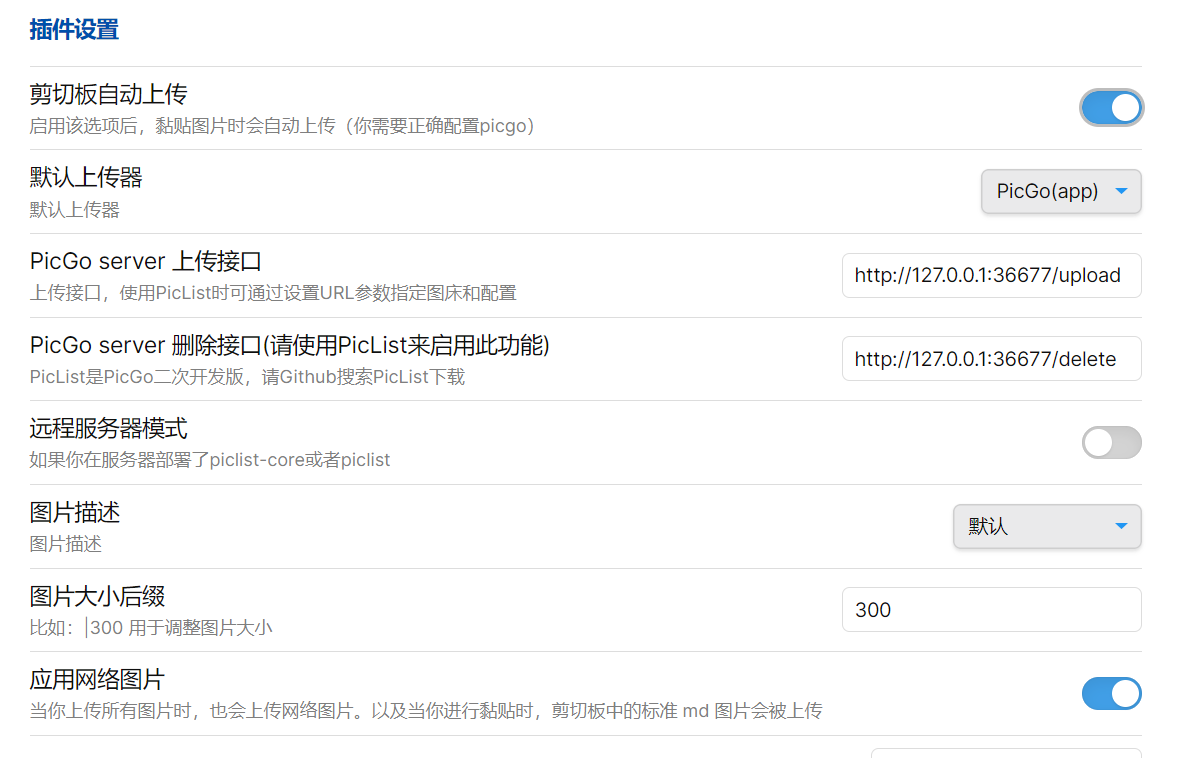 插件设置
剪切板自动上传
启用该选项后，黏贴图片时会自动上传（你需要正确配置picgo）
默认上传器
默认上传器
PicGo(app)
PicGo server 上传接口
上传接口，使用PicList时可通过设置URL参数指定图床和配置
http://127.0.0.1:36677/upload
PicGo server 删除接口(请使用PicList来启用此功能)
PicList是PicGo二次开发版，请Github搜索PicList下载
http://127.0.0.1:36677/delete
远程服务器模式
如果你在服务器部署了piclist-core或者piclist
图片描述
图片描述
默认
图片大小后缀
比如：|300 用于调整图片大小
300
应用网络图片
当你上传所有图片时，也会上传网络图片。以及当你进行黏贴时，剪切板中的标准 md 图片会被上传